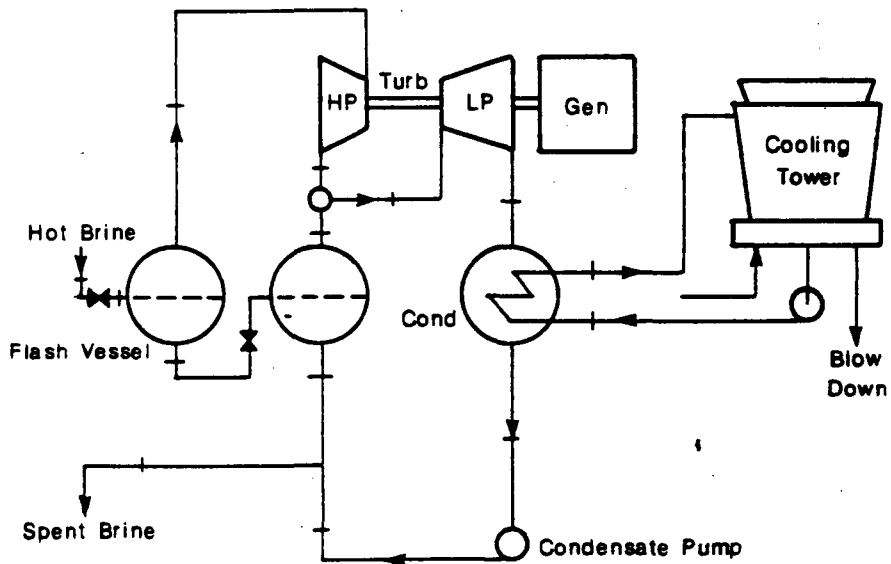 Turb
HP
LP
Gen
Cooling
Tower
Hot Brine
Cond
Flash Vessel
Blow
Down
Spent Brine
Condensate Pump